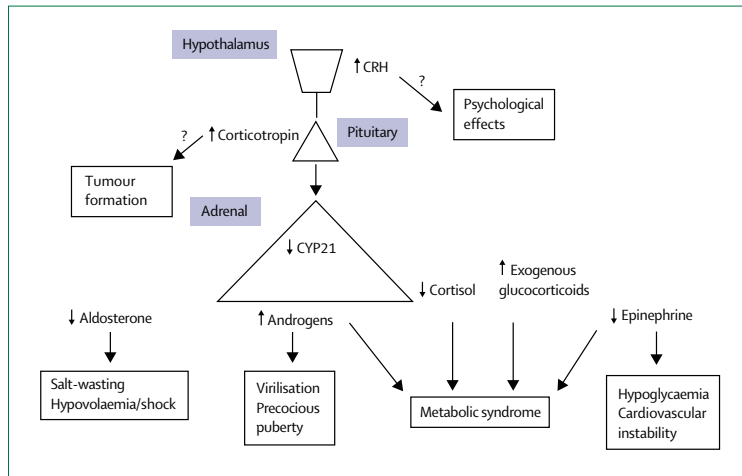 Hypothalamus
↑ CRH
?
Psychological
effects
Pituitary
↑ Corticotropin
?
Tumour
formation
Adrenal
↓ CYP21
↓ Aldosterone
↑ Androgens
↓ Cortisol
↑ Exogenous
glucocorticoids
↓ Epinephrine
Salt-wasting
Hypovolaemia/shock
Virilisation
Precocious
puberty
Metabolic syndrome
Hypoglycaemia
Cardiovascular
instability